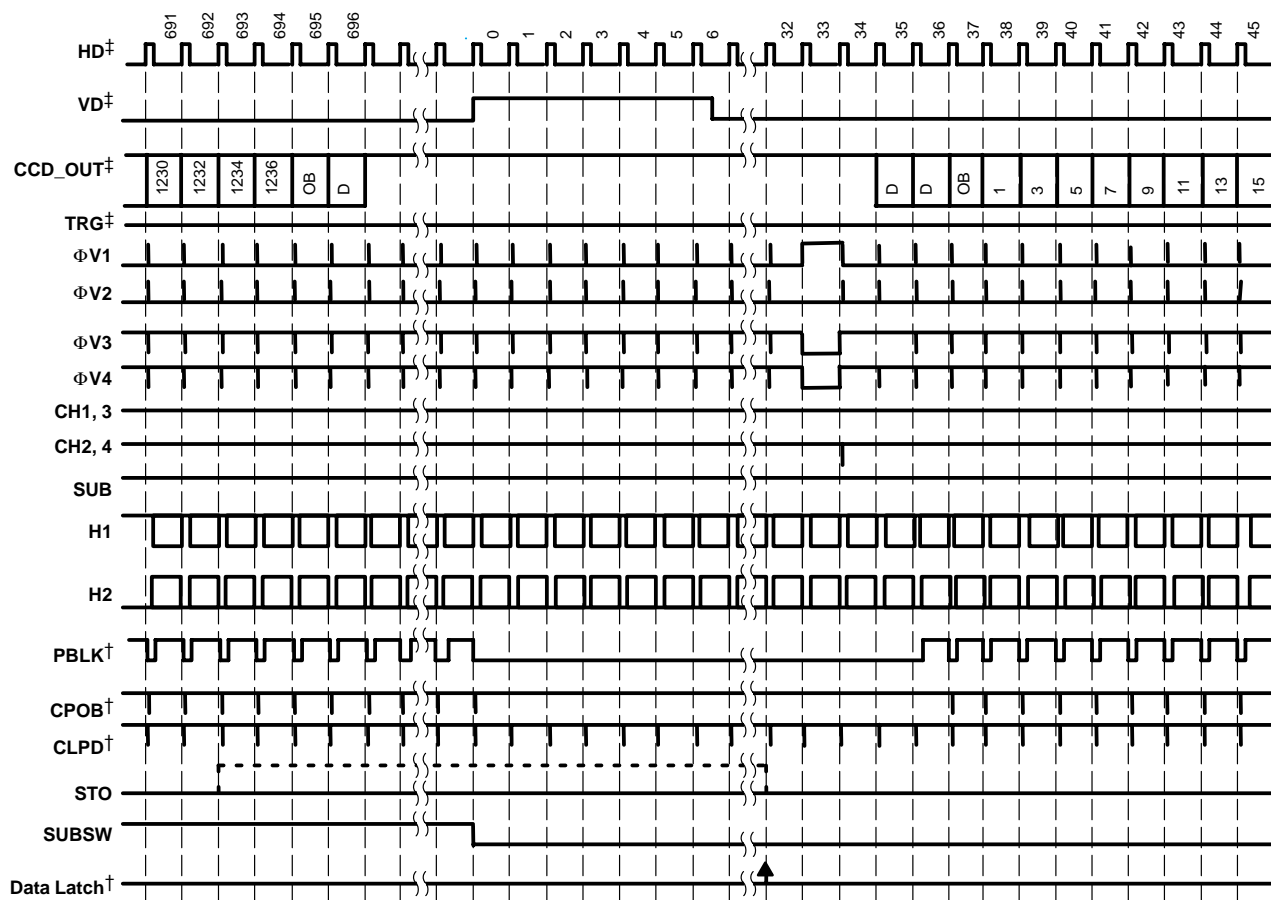 691 692 693 694 695 696 0 1 2 3 4 5 6 32 33 34 35 36 37 38 39 40 41 42 43 44 45
HD‡
VD‡
CCD_OUT‡ 1230 1232 1234 1236 OB D D D OB 1 3 5 7 9 11 13 15
TRG‡
ΦV1
ΦV2
ΦV3
ΦV4
CH1, 3
CH2, 4
SUB
H1
H2
PBLK†
CPOB†
CLPD†
STO
SUBSW
Data Latch†